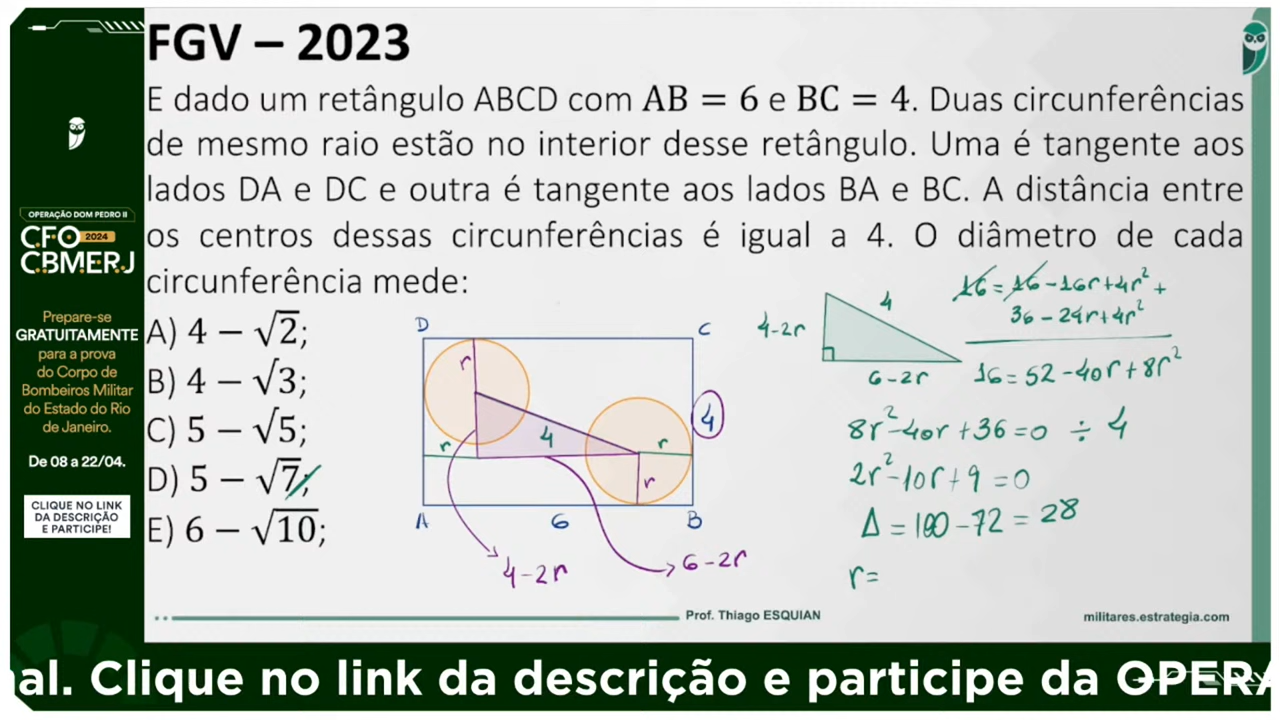 FGV – 2023
E dado um retângulo ABCD com AB = 6 e BC = 4. Duas circunferências
de mesmo raio estão no interior desse retângulo. Uma é tangente aos
lados DA e DC e outra é tangente aos lados BA e BC. A distância entre
os centros dessas circunferências é igual a 4. O diâmetro de cada
circunferência mede:
A) 4 − √2;
B) 4 − √3;
C) 5 − √5;
D) 5 − √7;
E) 6 − √10;
OPERAÇÃO DOM PEDRO II
CFO 2024
CBMERJ
Prepare-se
GRATUITAMENTE
para a prova
do Corpo de
Bombeiros Militar
do Estado do Rio
de Janeiro.
De 08 a 22/04.
CLIQUE NO LINK
DA DESCRIÇÃO
E PARTICIPE!
D C
r
r 4 r
4
r
A 6 B
4-2r
6-2r
4-2r
4
6-2r
16=16-16r+4r²+
36-24r+4r²
16=52-40r+8r²
8r²-40r+36=0 ÷ 4
2r²-10r+9=0
Δ=100-72=28
r=
Prof. Thiago ESQUIAN
militares.estrategia.com
nal. Clique no link da descrição e participe da OPERA